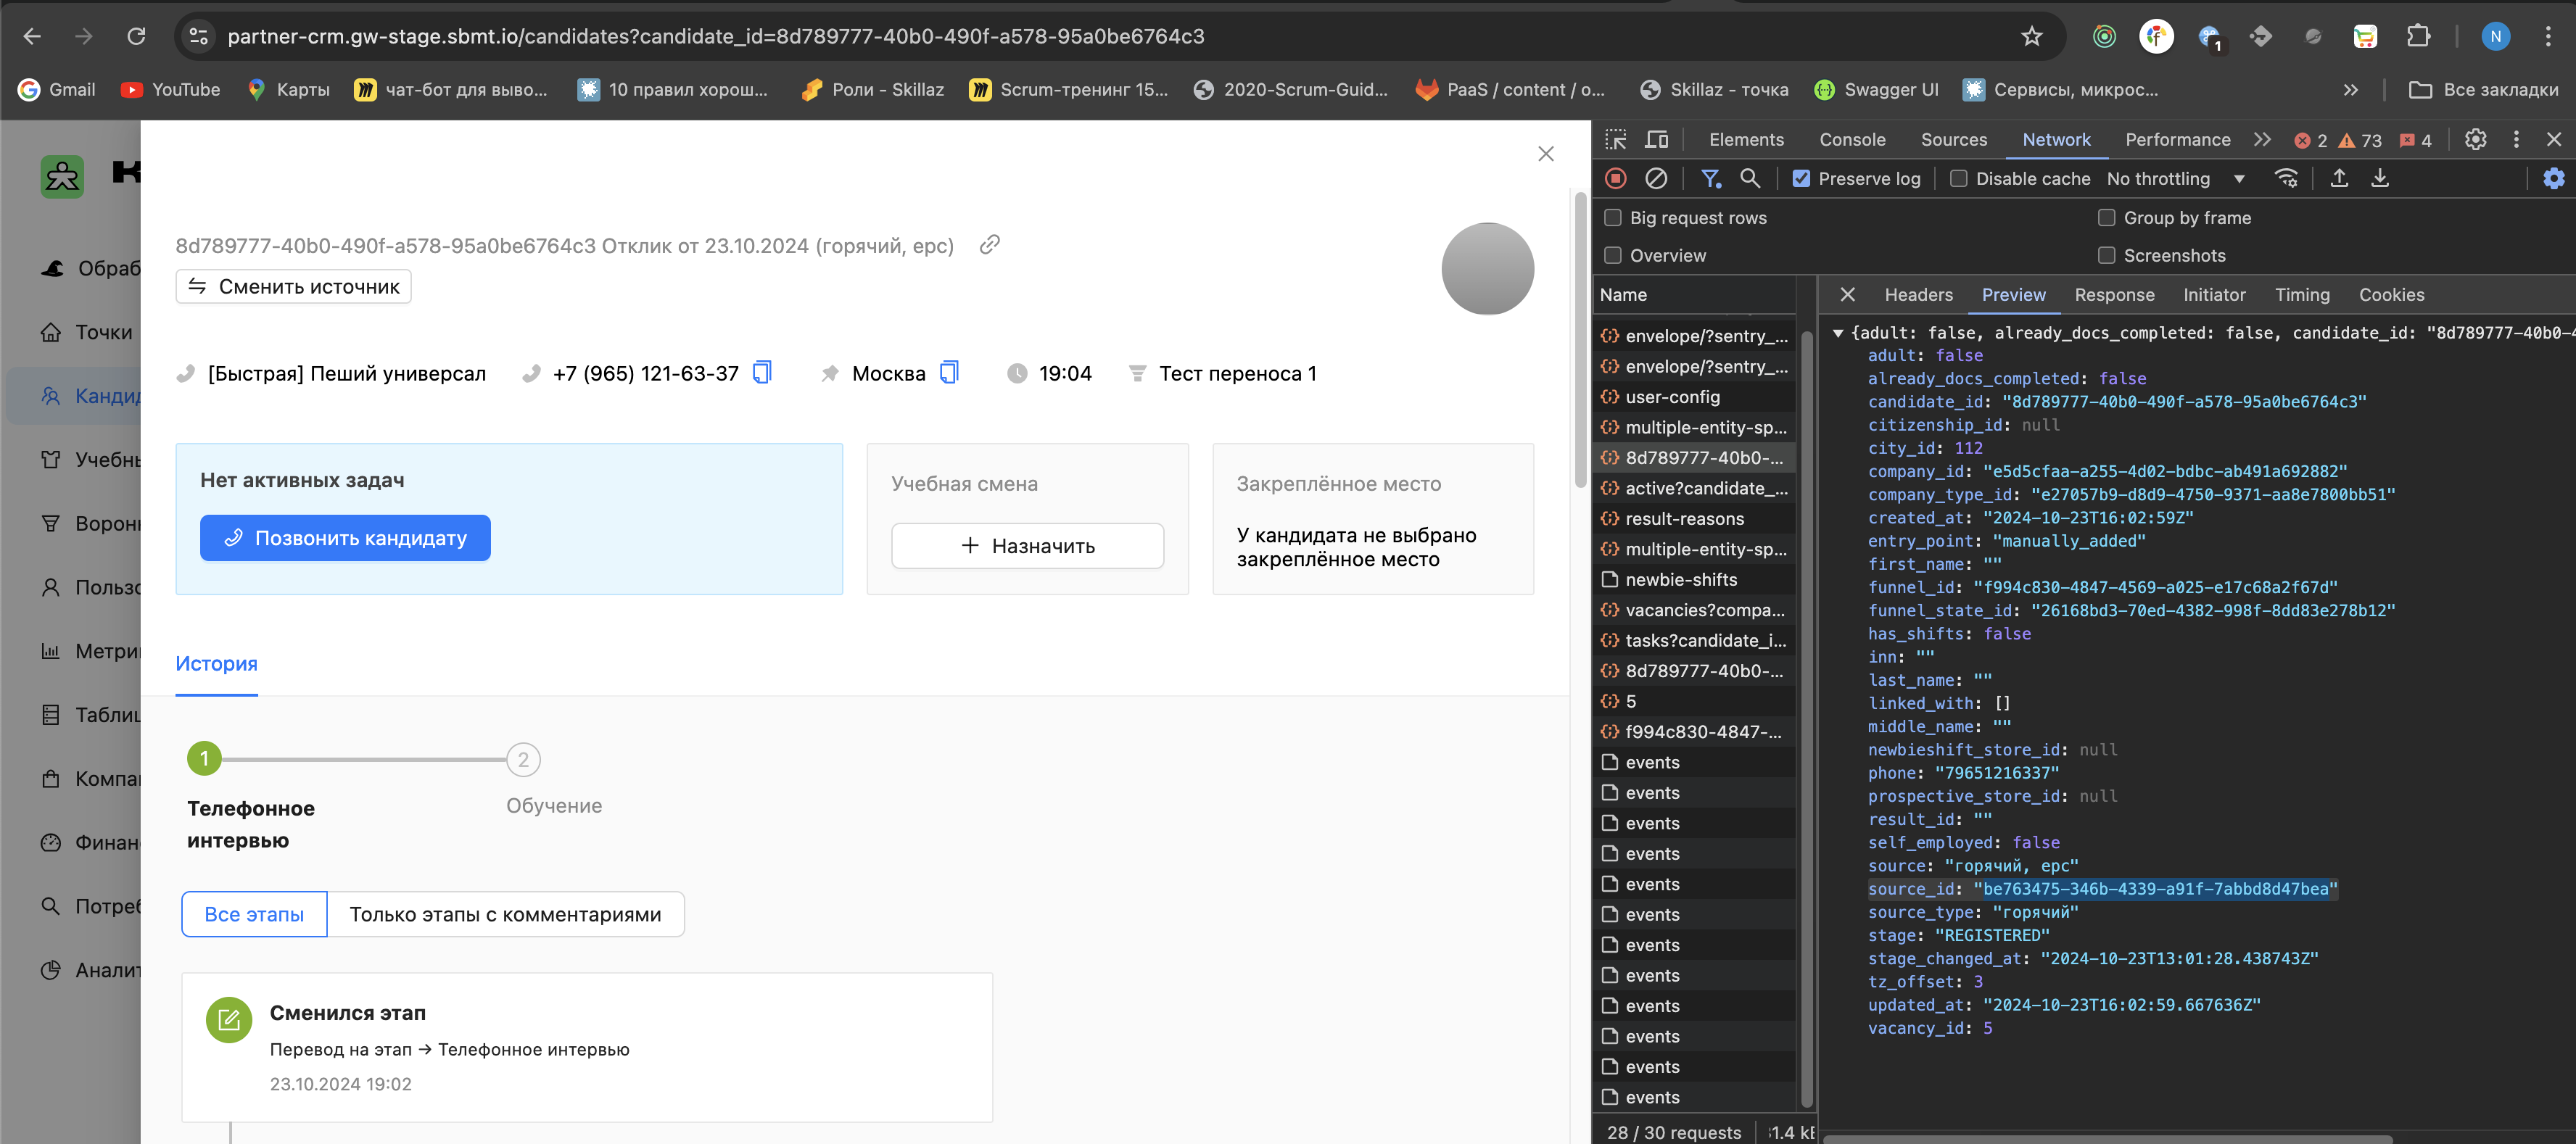 partner-crm.gw-stage.sbmt.io/candidates?candidate_id=8d789777-40b0-490f-a578-95a0be6764c3
1
N
Gmail
YouTube
Карты
чат-бот для выво...
10 правил хорош...
Роли - Skillaz
Scrum-тренинг 15...
2020-Scrum-Guid...
PaaS / content / o...
Skillaz - точка
Swagger UI
Сервисы, микрос...
Все закладки
Обраб
Точки
Канди
Учебн
Ворон
Пользо
Метри
Таблиц
Компа
Финан
Потреб
Аналит
8d789777-40b0-490f-a578-95a0be6764c3 Отклик от 23.10.2024 (горячий, epc)
Сменить источник
[Быстрая] Пеший универсал
+7 (965) 121-63-37
Москва
19:04
Тест переноса 1
Нет активных задач
Позвонить кандидату
Учебная смена
Назначить
Закреплённое место
У кандидата не выбрано
закреплённое место
История
1
2
Телефонное
интервью
Обучение
Все этапы
Только этапы с комментариями
Сменился этап
Перевод на этап → Телефонное интервью
23.10.2024 19:02
Elements
Console
Sources
Network
Performance
2
73
4
Preserve log
Disable cache
No throttling
Big request rows
Group by frame
Overview
Screenshots
Name
envelope/?sentry_...
envelope/?sentry_...
user-config
multiple-entity-sp...
8d789777-40b0-...
active?candidate_...
result-reasons
multiple-entity-sp...
newbie-shifts
vacancies?compa...
tasks?candidate_i...
8d789777-40b0-...
5
f994c830-4847-...
events
events
events
events
events
events
events
events
events
events
events
events
28 / 30 requests
Headers
Preview
Response
Initiator
Timing
Cookies
{adult: false, already_docs_completed: false, candidate_id: "8d789777-40b0-4
adult: false
already_docs_completed: false
candidate_id: "8d789777-40b0-490f-a578-95a0be6764c3"
citizenship_id: null
city_id: 112
company_id: "e5d5cfaa-a255-4d02-bdbc-ab491a692882"
company_type_id: "e27057b9-d8d9-4750-9371-aa8e7800bb51"
created_at: "2024-10-23T16:02:59Z"
entry_point: "manually_added"
first_name: ""
funnel_id: "f994c830-4847-4569-a025-e17c68a2f67d"
funnel_state_id: "26168bd3-70ed-4382-998f-8dd83e278b12"
has_shifts: false
inn: ""
last_name: ""
linked_with: []
middle_name: ""
newbieshift_store_id: null
phone: "79651216337"
prospective_store_id: null
result_id: ""
self_employed: false
source: "горячий, epc"
source_id: "be763475-346b-4339-a91f-7abbd8d47bea"
source_type: "горячий"
stage: "REGISTERED"
stage_changed_at: "2024-10-23T13:01:28.438743Z"
tz_offset: 3
updated_at: "2024-10-23T16:02:59.667636Z"
vacancy_id: 5